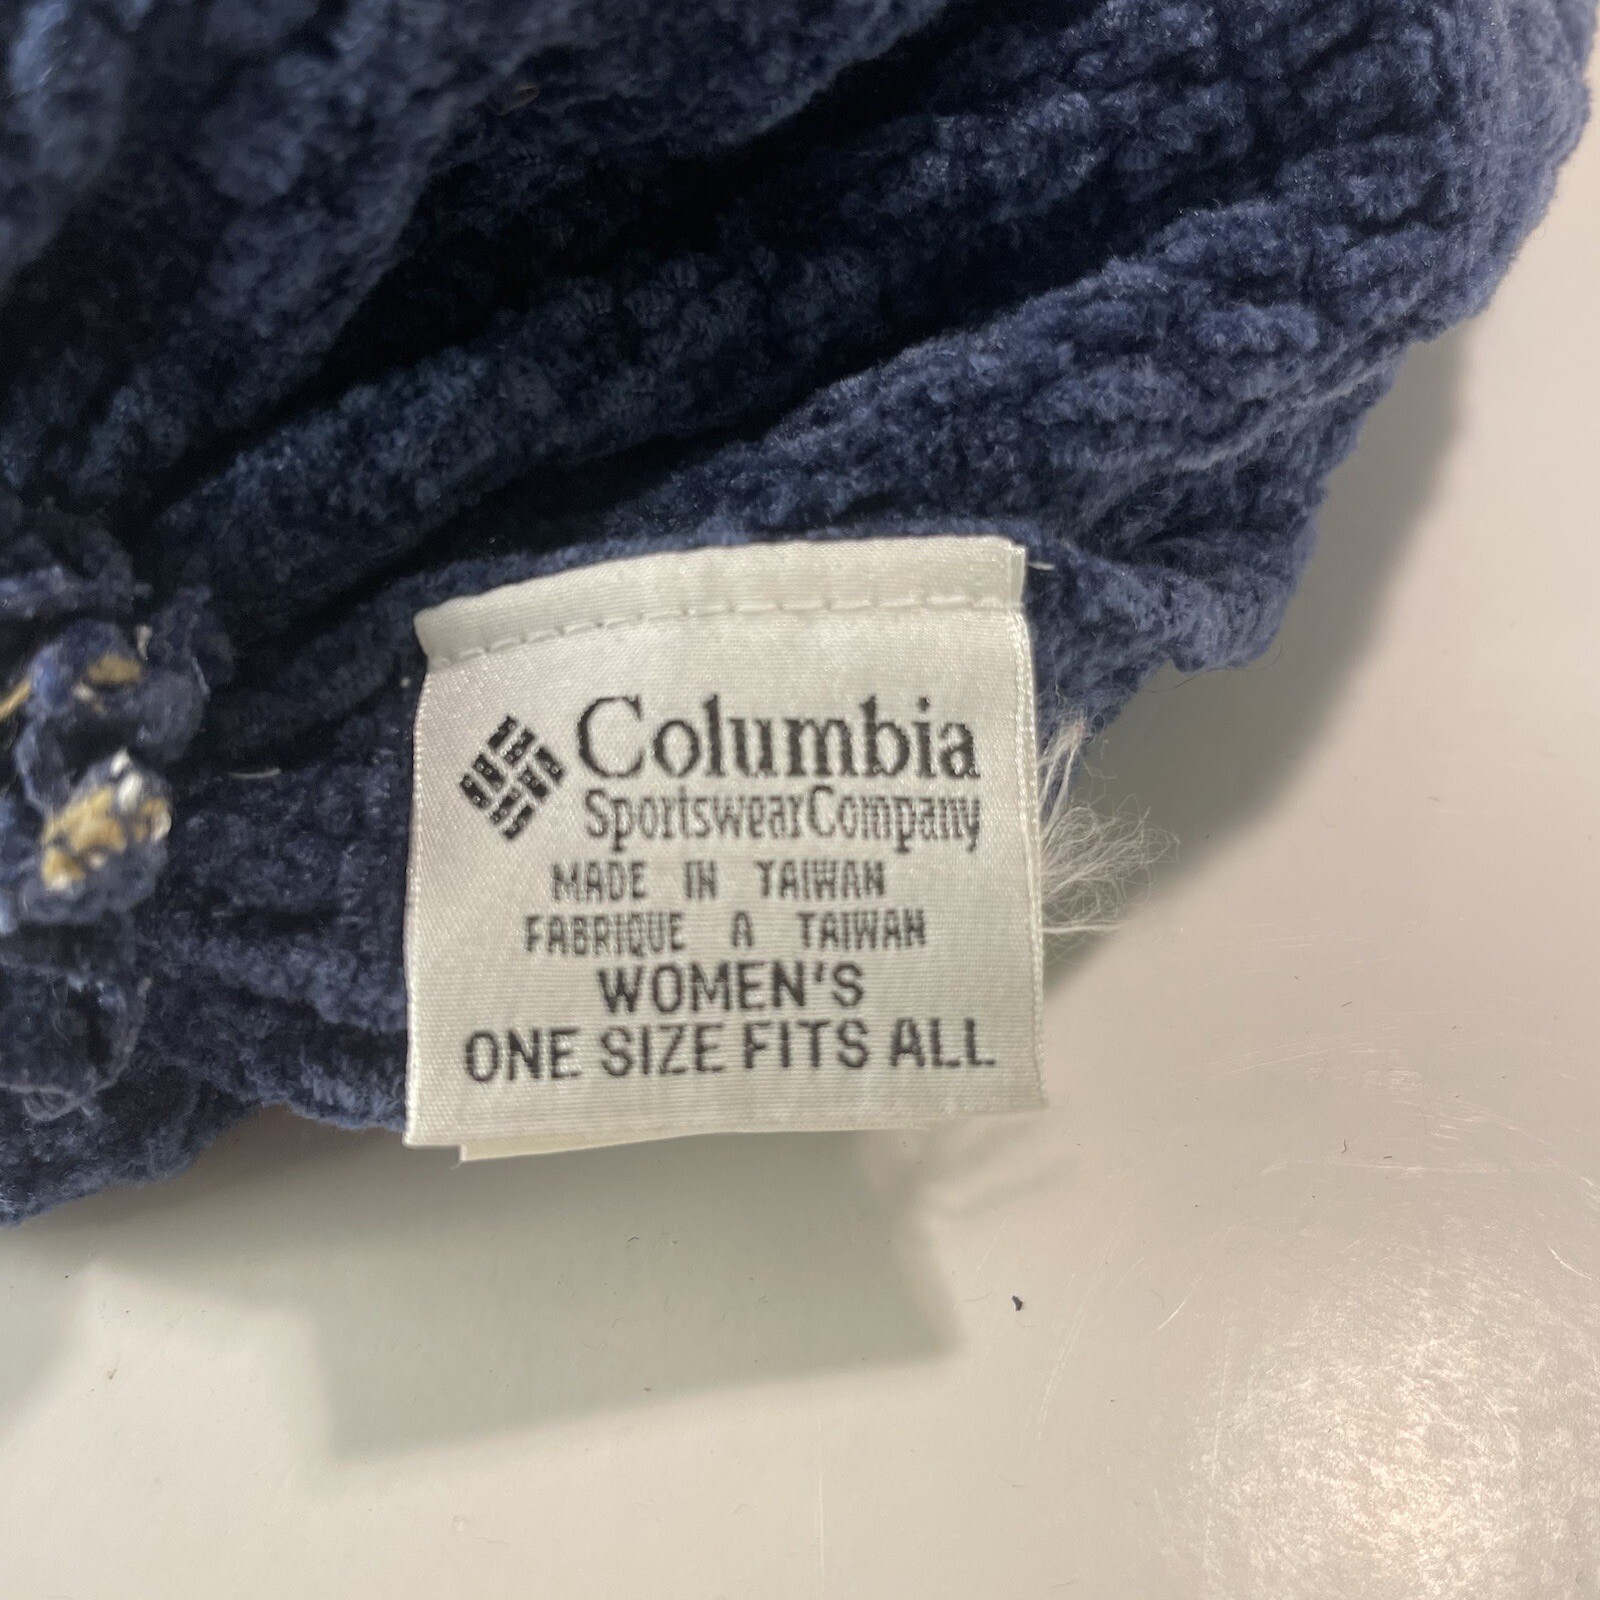 Columbia
SportswearCompany
MADE IN TAIWAN
FABRIQUE A TAIWAN
WOMEN'S
ONE SIZE FITS ALL